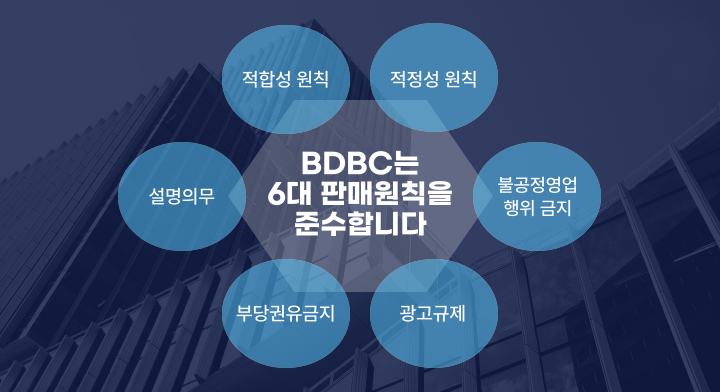 적합성 원칙
적정성 원칙
BDBC는
6대 판매원칙을
준수합니다
설명의무
불공정영업
행위 금지
부당권유금지
광고규제